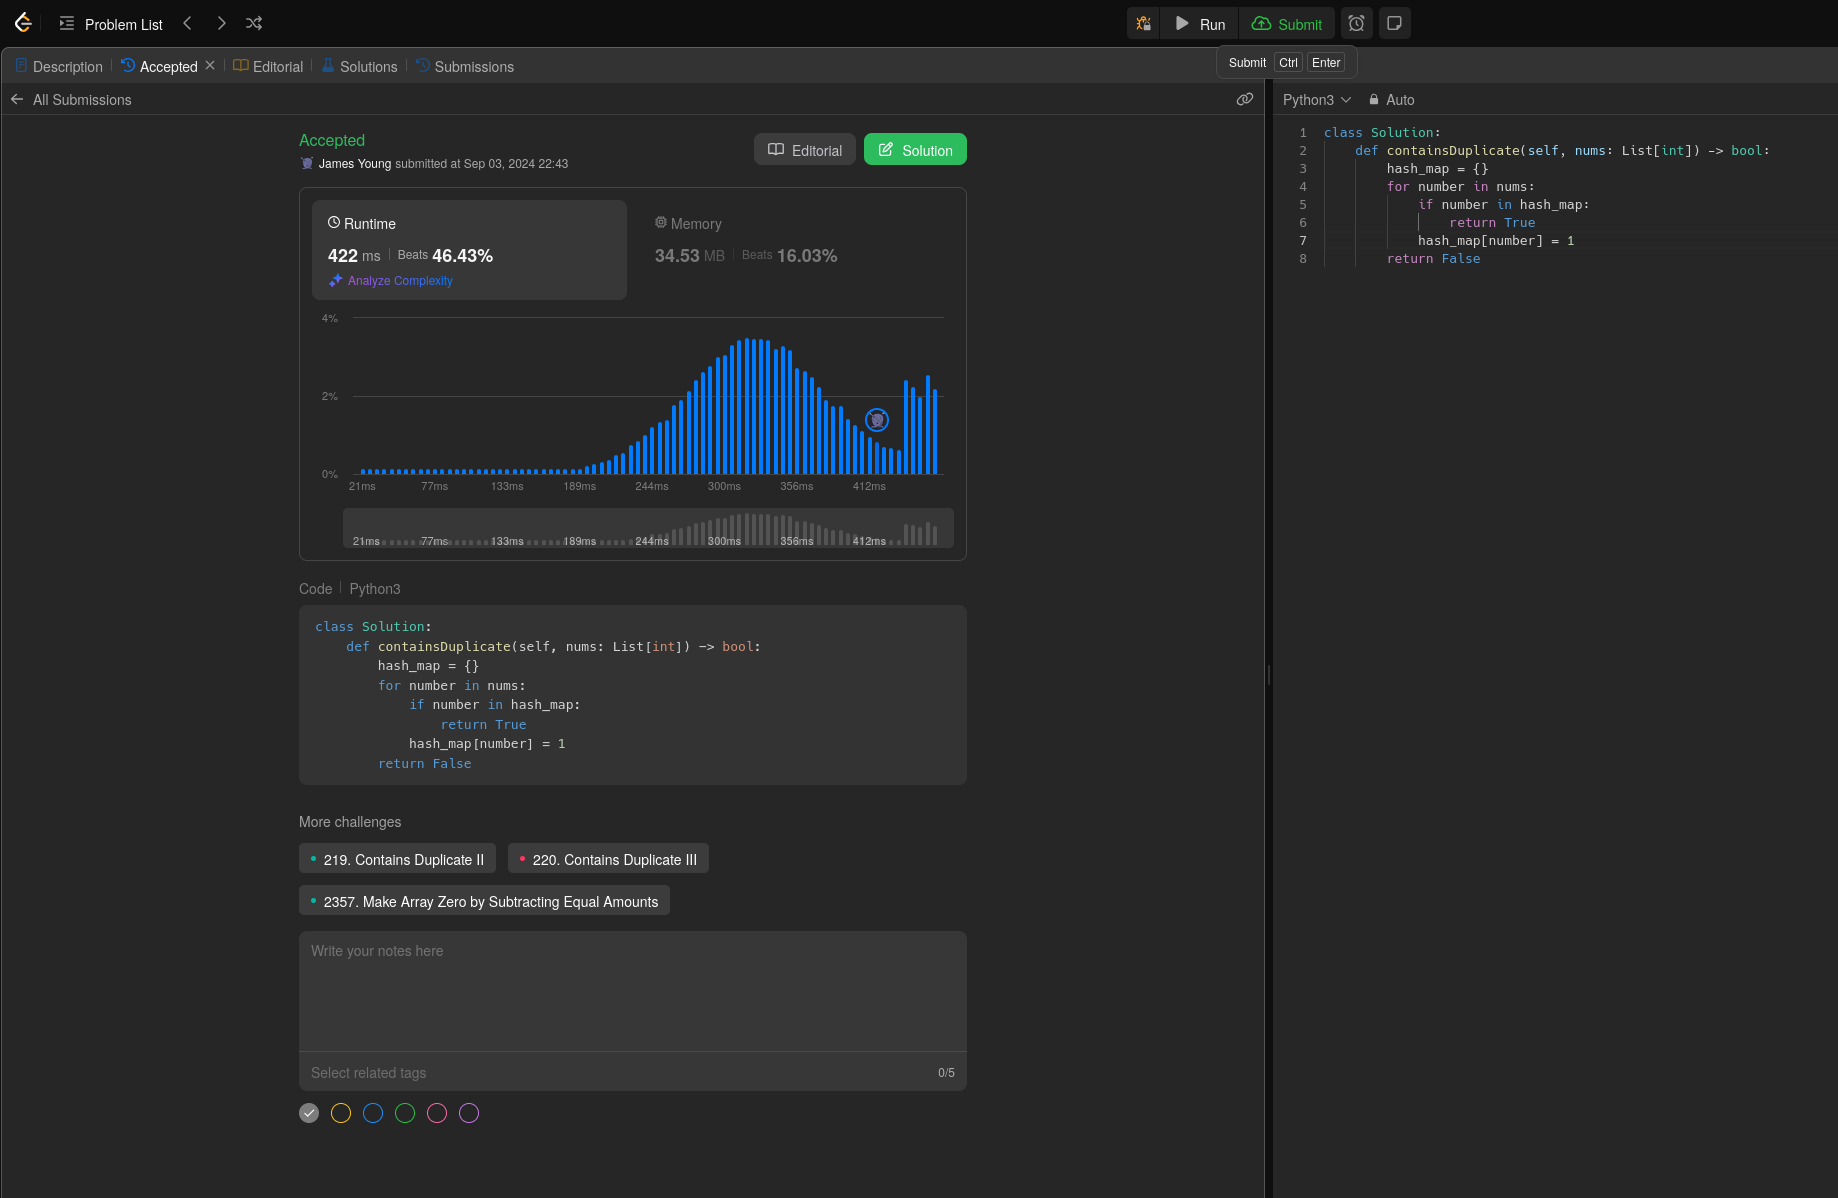 Problem List
Run
Submit
Description
Accepted
Editorial
Solutions
Submissions
Submit Ctrl Enter
All Submissions
Python3
Auto
Accepted
James Young submitted at Sep 03, 2024 22:43
Editorial
Solution
Runtime
422 ms Beats 46.43%
Analyze Complexity
Memory
34.53 MB Beats 16.03%
4%
2%
0%
21ms 77ms 133ms 189ms 244ms 300ms 356ms 412ms
21ms 77ms 133ms 189ms 244ms 300ms 356ms 412ms
Code Python3
class Solution:
    def containsDuplicate(self, nums: List[int]) -> bool:
        hash_map = {}
        for number in nums:
            if number in hash_map:
                return True
            hash_map[number] = 1
        return False
More challenges
219. Contains Duplicate II
220. Contains Duplicate III
2357. Make Array Zero by Subtracting Equal Amounts
Write your notes here
Select related tags
0/5
1 class Solution:
2     def containsDuplicate(self, nums: List[int]) -> bool:
3         hash_map = {}
4         for number in nums:
5             if number in hash_map:
6                 return True
7             hash_map[number] = 1
8         return False